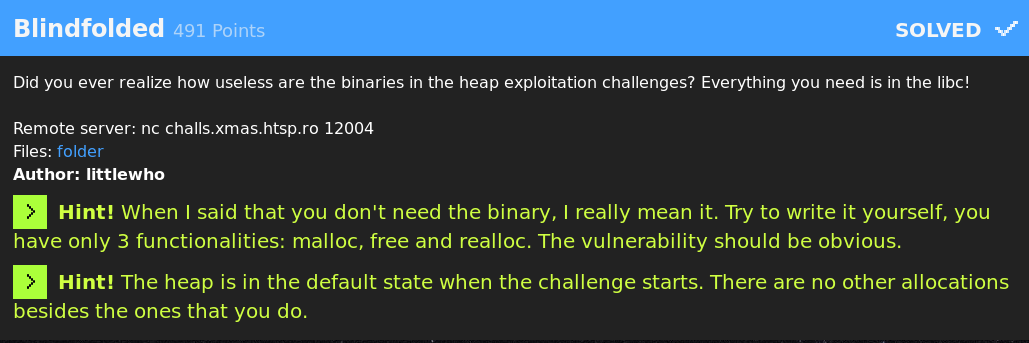 Blindfolded 491 Points SOLVED
Did you ever realize how useless are the binaries in the heap exploitation challenges? Everything you need is in the libc!
Remote server: nc challs.xmas.htsp.ro 12004
Files: folder
Author: littlewho
> Hint! When I said that you don't need the binary, I really mean it. Try to write it yourself, you
have only 3 functionalities: malloc, free and realloc. The vulnerability should be obvious.
> Hint! The heap is in the default state when the challenge starts. There are no other allocations
besides the ones that you do.